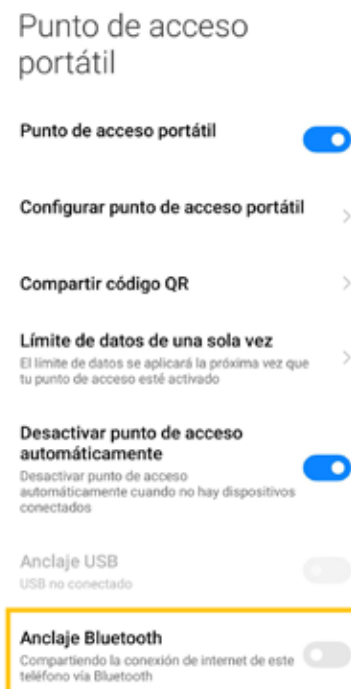 Punto de acceso
portátil
Punto de acceso portátil
Configurar punto de acceso portátil
Compartir código QR
Límite de datos de una sola vez
El límite de datos se aplicará la próxima vez que
tu punto de acceso esté activado
Desactivar punto de acceso
automáticamente
Desactivar punto de acceso
automáticamente cuando no hay dispositivos
conectados
Anclaje USB
USB no conectado
Anclaje Bluetooth
Compartiendo la conexión de internet de este
teléfono vía Bluetooth